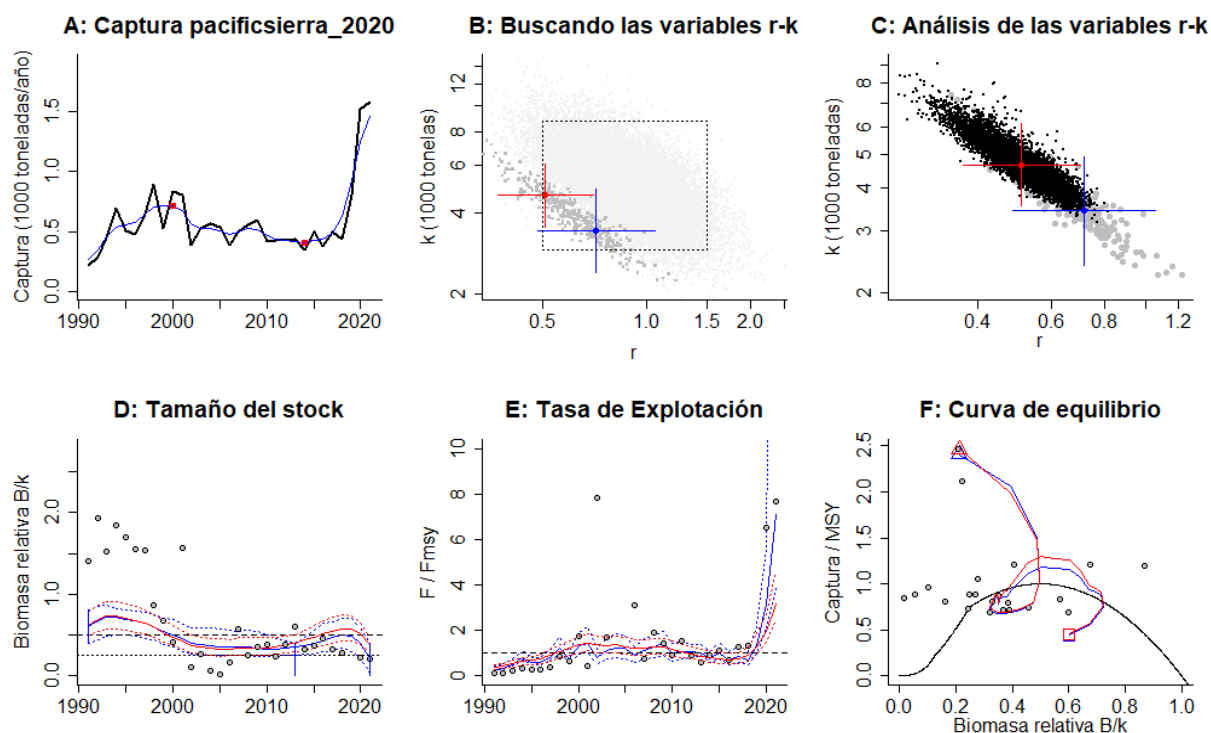 A: Captura pacificsierra_2020
B: Buscando las variables r-k
C: Análisis de las variables r-k
Captura (1000 toneladas/año)
0.0 0.5 1.0 1.5
1990 2000 2010 2020
k (1000 tonelas)
2 4 6 8 12
0.5 1.0 1.5 2.0
r
k (1000 toneladas)
2 3 4 5 6 8
0.4 0.6 0.8 1.2
r
D: Tamaño del stock
E: Tasa de Explotación
F: Curva de equilibrio
Biomasa relativa B/k
0.0 1.0 2.0
1990 2000 2010 2020
F / Fmsy
0 2 4 6 8 10
1990 2000 2010 2020
Captura / MSY
0.0 0.5 1.0 1.5 2.0 2.5
0.0 0.2 0.4 0.6 0.8 1.0
Biomasa relativa B/k